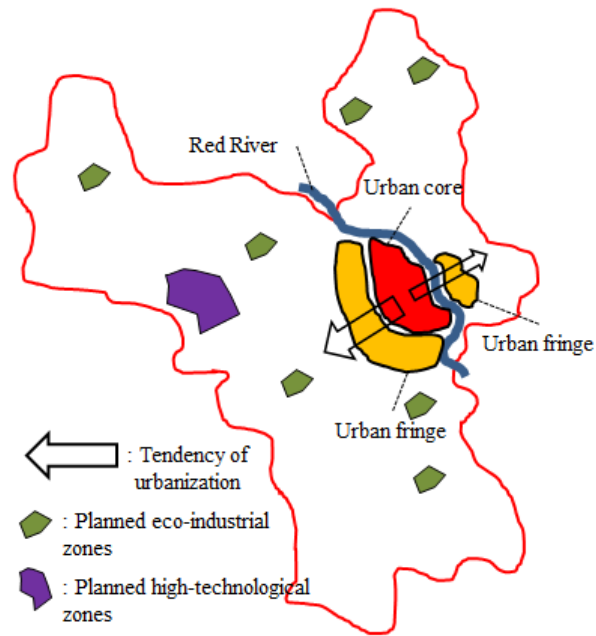 Red River
Urban core
Urban fringe
Urban fringe
: Tendency of
urbanization
: Planned eco-industrial
zones
: Planned high-technological
zones